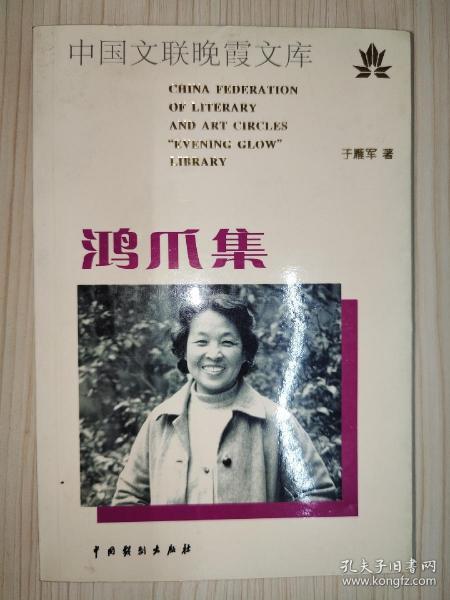 中国文联晚霞文库
CHINA FEDERATION
OF LITERARY
AND ART CIRCLES
"EVENING GLOW"
LIBRARY
于雁军 著
鸿爪集
中国戏剧出版社
孔夫子旧书网
www.kongfz.com